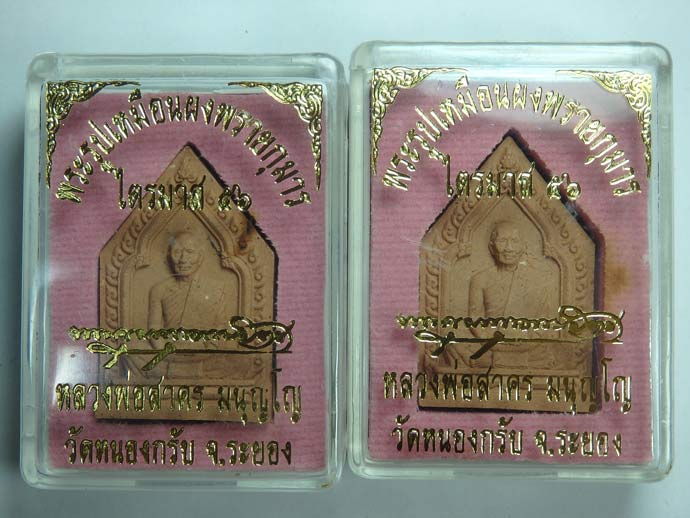 พระรูปเหมือนผงพรายกุมาร
ไตรมาส ๕๖
หลวงพ่อสาคร มนุญโญ
วัดหนองกรับ จ.ระยอง
พระรูปเหมือนผงพรายกุมาร
ไตรมาส ๕๖
หลวงพ่อสาคร มนุญโญ
วัดหนองกรับ จ.ระยอง